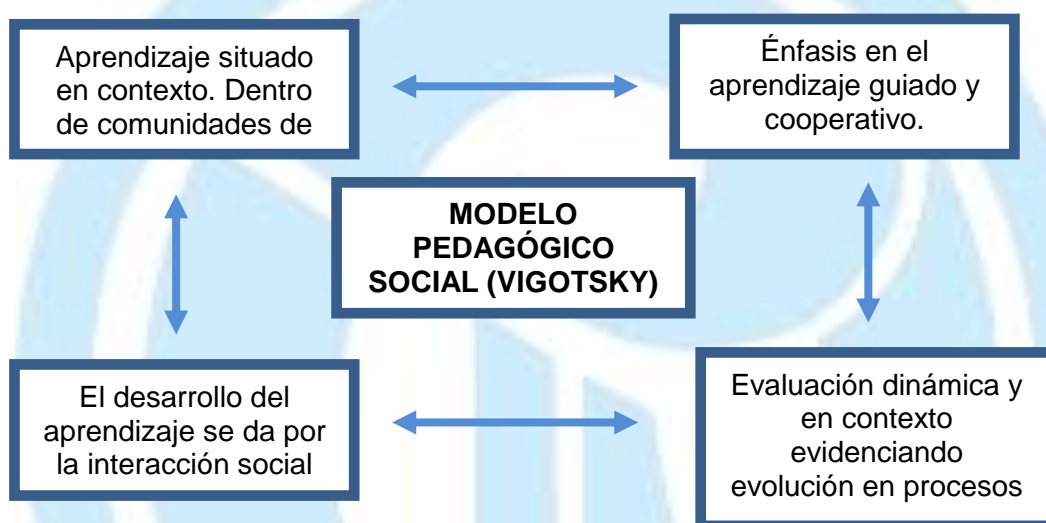 Aprendizaje situado
en contexto. Dentro
de comunidades de
Énfasis en el
aprendizaje guiado y
cooperativo.
MODELO
PEDAGÓGICO
SOCIAL (VIGOTSKY)
El desarrollo del
aprendizaje se da por
la interacción social
Evaluación dinámica y
en contexto
evidenciando
evolución en procesos